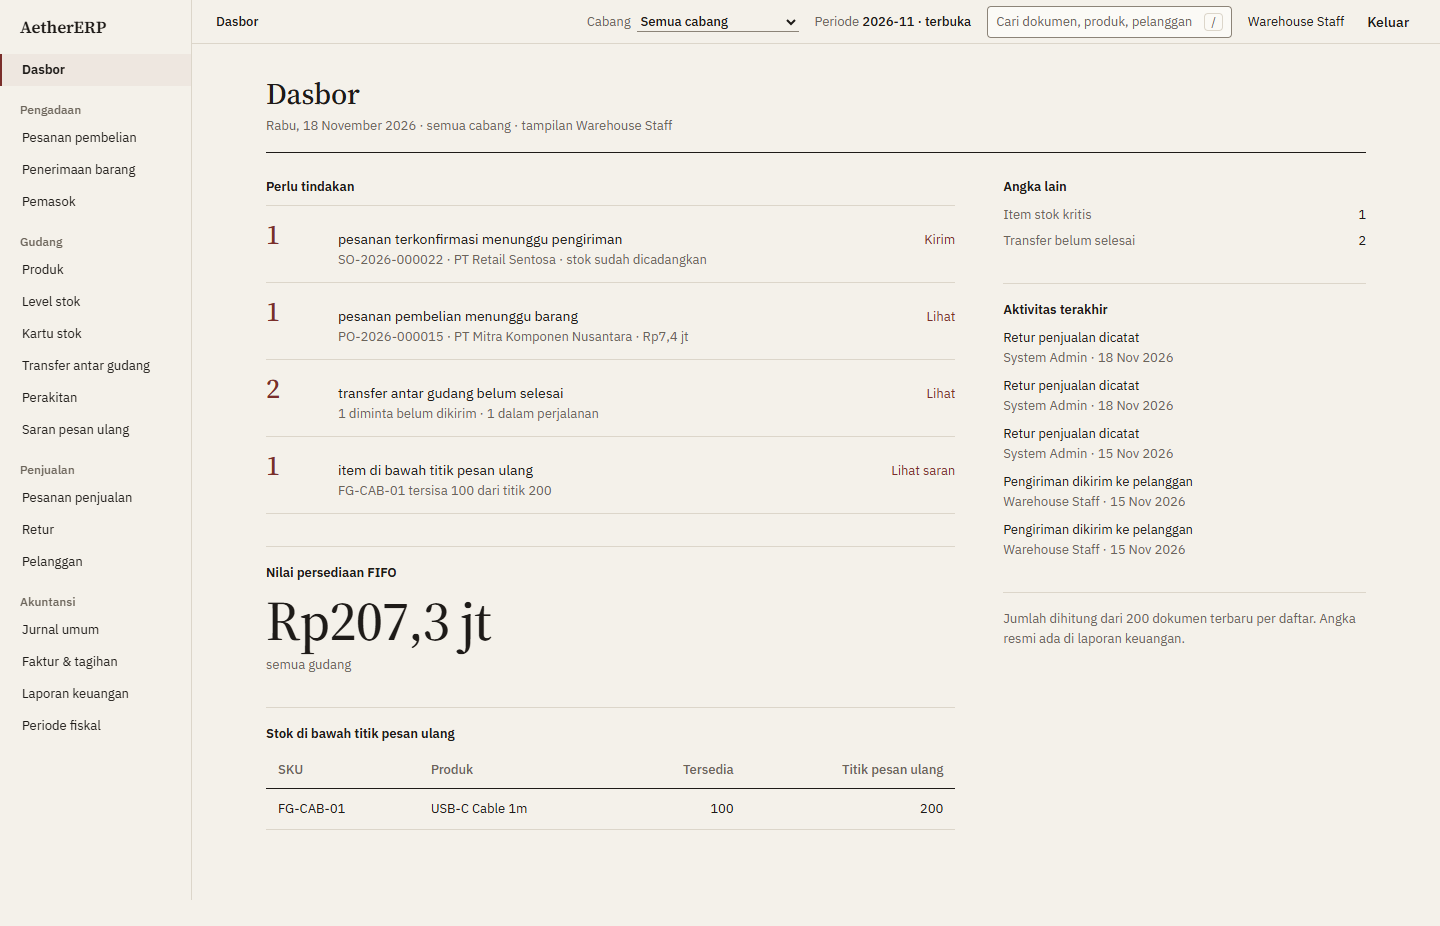 AetherERP
Dasbor
Pengadaan
Pesanan pembelian
Penerimaan barang
Pemasok
Gudang
Produk
Level stok
Kartu stok
Transfer antar gudang
Perakitan
Saran pesan ulang
Penjualan
Pesanan penjualan
Retur
Pelanggan
Akuntansi
Jurnal umum
Faktur & tagihan
Laporan keuangan
Periode fiskal
Dasbor Cabang Semua cabang Periode 2026-11 · terbuka Cari dokumen, produk, pelanggan / Warehouse Staff Keluar
Dasbor
Rabu, 18 November 2026 · semua cabang · tampilan Warehouse Staff
Perlu tindakan
1 pesanan terkonfirmasi menunggu pengiriman Kirim
SO-2026-000022 · PT Retail Sentosa · stok sudah dicadangkan
1 pesanan pembelian menunggu barang Lihat
PO-2026-000015 · PT Mitra Komponen Nusantara · Rp7,4 jt
2 transfer antar gudang belum selesai Lihat
1 diminta belum dikirim · 1 dalam perjalanan
1 item di bawah titik pesan ulang Lihat saran
FG-CAB-01 tersisa 100 dari titik 200
Nilai persediaan FIFO
Rp207,3 jt
semua gudang
Stok di bawah titik pesan ulang
SKU Produk Tersedia Titik pesan ulang
FG-CAB-01 USB-C Cable 1m 100 200
Angka lain
Item stok kritis 1
Transfer belum selesai 2
Aktivitas terakhir
Retur penjualan dicatat
System Admin · 18 Nov 2026
Retur penjualan dicatat
System Admin · 18 Nov 2026
Retur penjualan dicatat
System Admin · 15 Nov 2026
Pengiriman dikirim ke pelanggan
Warehouse Staff · 15 Nov 2026
Pengiriman dikirim ke pelanggan
Warehouse Staff · 15 Nov 2026
Jumlah dihitung dari 200 dokumen terbaru per daftar. Angka
resmi ada di laporan keuangan.